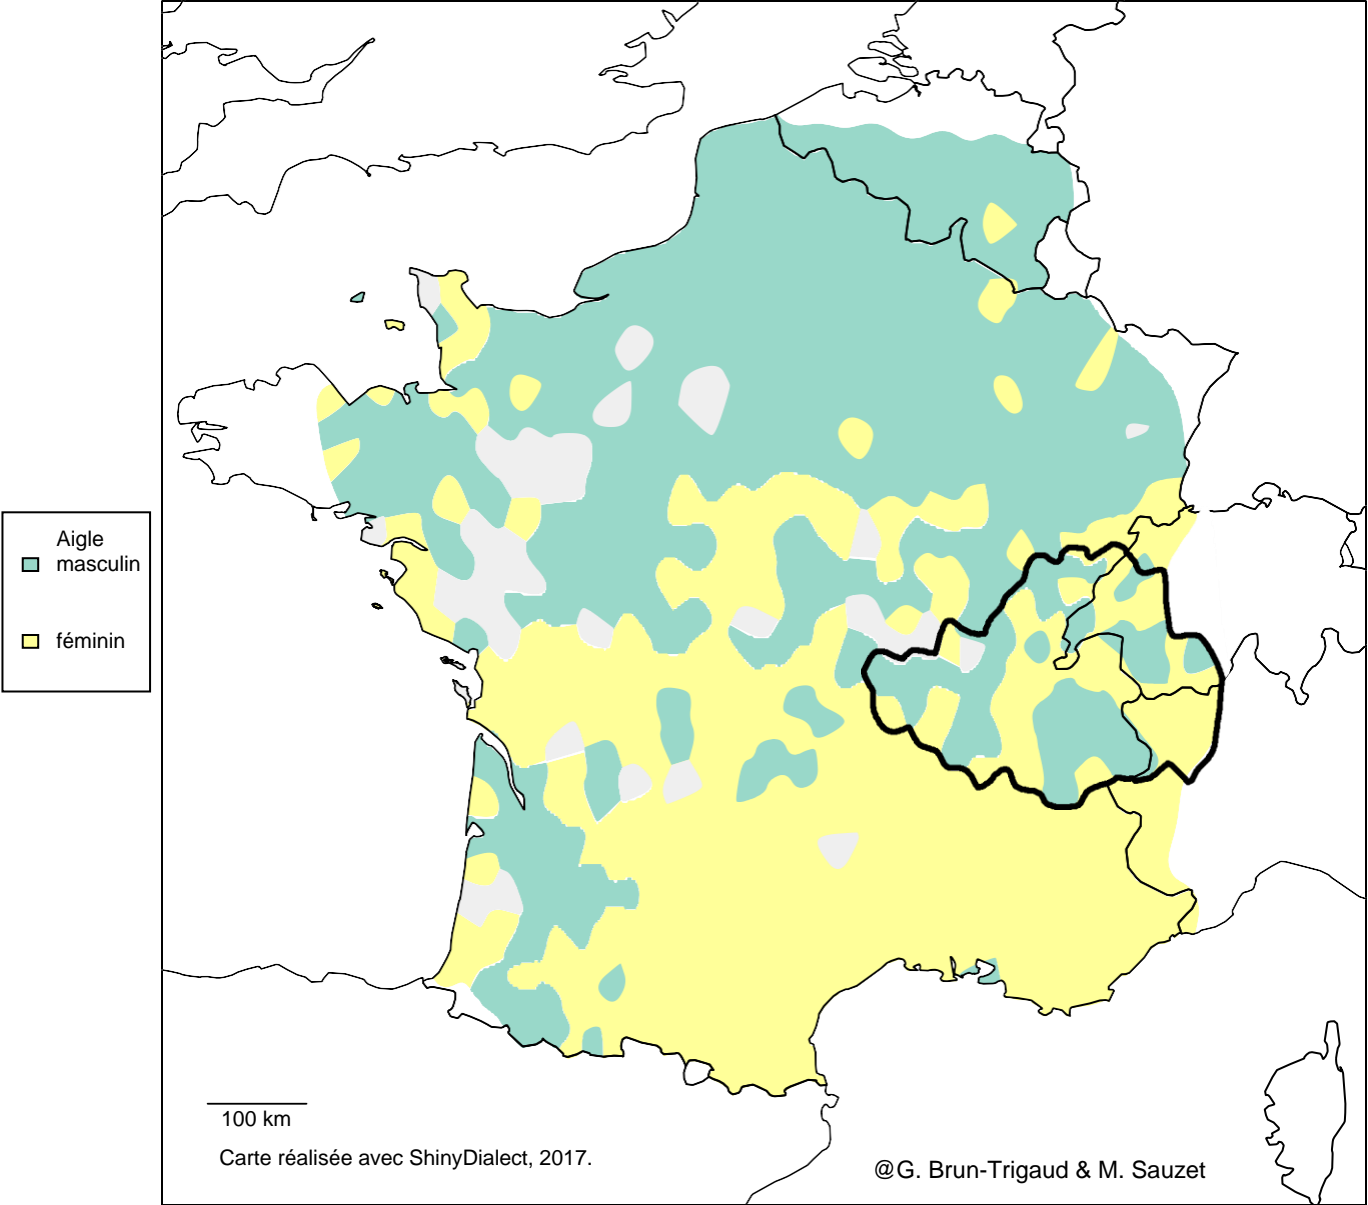 Aigle
masculin
féminin
100 km
Carte réalisée avec ShinyDialect, 2017.
@G. Brun-Trigaud & M. Sauzet